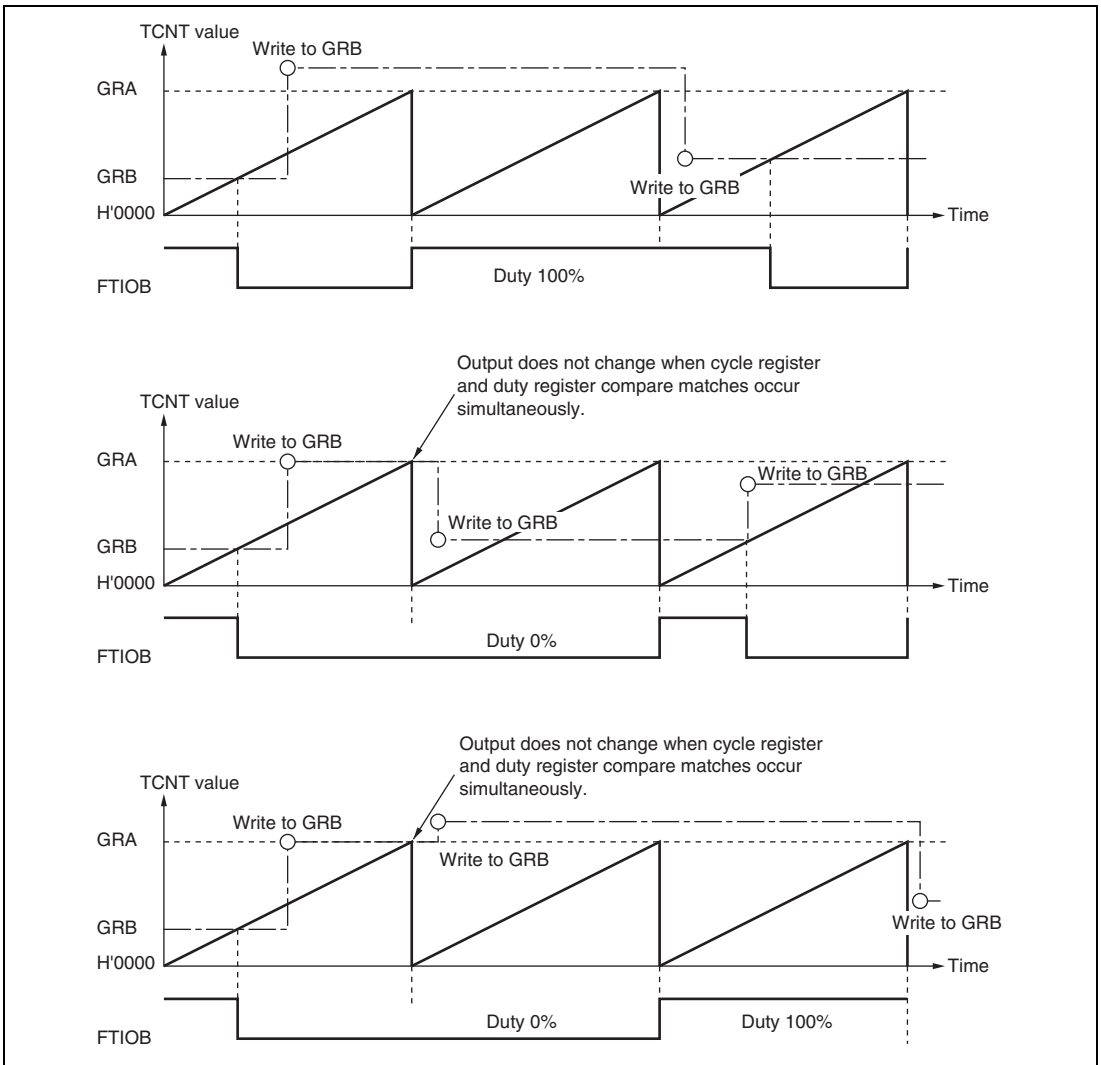 TCNT value
Write to GRB
GRA
Write to GRB
GRB
H'0000
Time
Duty 100%
FTIOB
Output does not change when cycle register
and duty register compare matches occur
simultaneously.
TCNT value
Write to GRB
GRA
Write to GRB
Write to GRB
GRB
H'0000
Time
Duty 0%
FTIOB
Output does not change when cycle register
and duty register compare matches occur
simultaneously.
TCNT value
Write to GRB
GRA
Write to GRB
Write to GRB
GRB
H'0000
Time
Duty 0%
Duty 100%
FTIOB